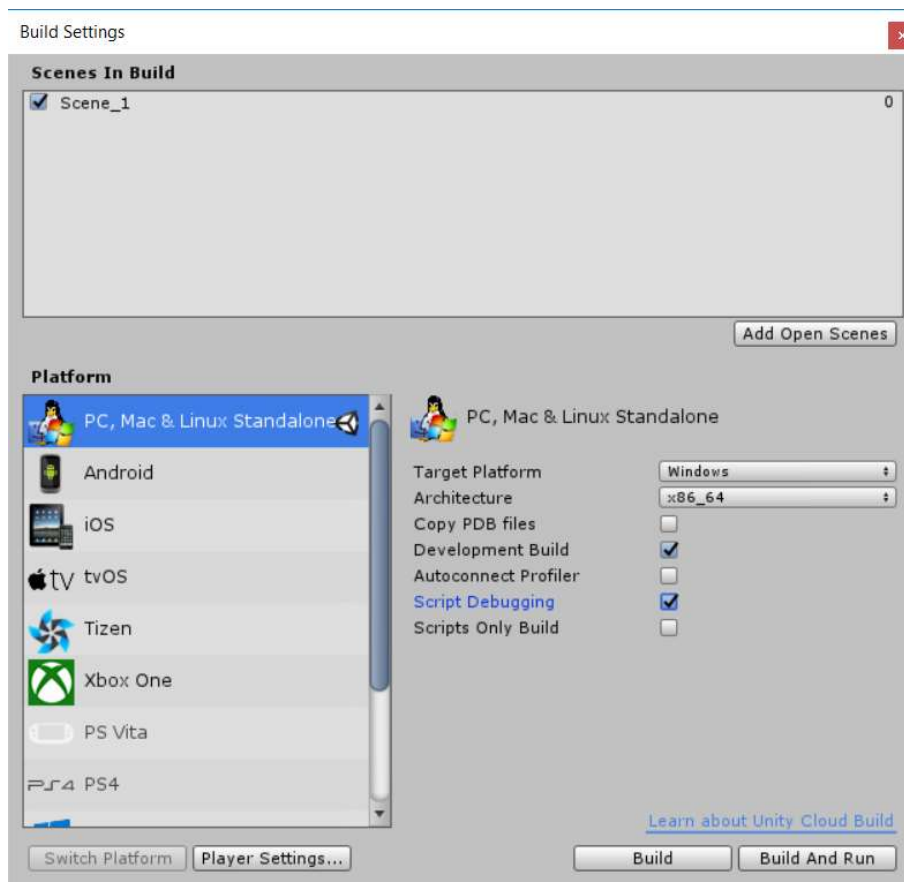 Build Settings
Scenes In Build
Scene_1 0
Add Open Scenes
Platform
PC, Mac & Linux Standalone
Android
iOS
tv tvOS
Tizen
Xbox One
PS Vita
PS4 PS4
PC, Mac & Linux Standalone
Target Platform Windows
Architecture x86_64
Copy PDB files
Development Build
Autoconnect Profiler
Script Debugging
Scripts Only Build
Learn about Unity Cloud Build
Switch Platform Player Settings... Build Build And Run